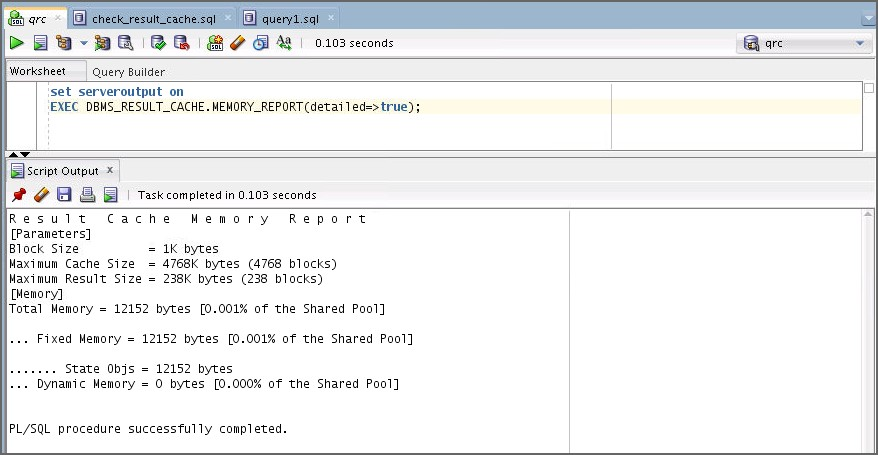 qrc
check_result_cache.sql
query1.sql
0.103 seconds
qrc
Worksheet
Query Builder
set serveroutput on
EXEC DBMS_RESULT_CACHE.MEMORY_REPORT(detailed=>true);
Script Output
Task completed in 0.103 seconds
R e s u l t   C a c h e   M e m o r y   R e p o r t
[Parameters]
Block Size          = 1K bytes
Maximum Cache Size  = 4768K bytes (4768 blocks)
Maximum Result Size = 238K bytes (238 blocks)
[Memory]
Total Memory = 12152 bytes [0.001% of the Shared Pool]
... Fixed Memory = 12152 bytes [0.001% of the Shared Pool]
....... State Objs = 12152 bytes
... Dynamic Memory = 0 bytes [0.000% of the Shared Pool]
PL/SQL procedure successfully completed.